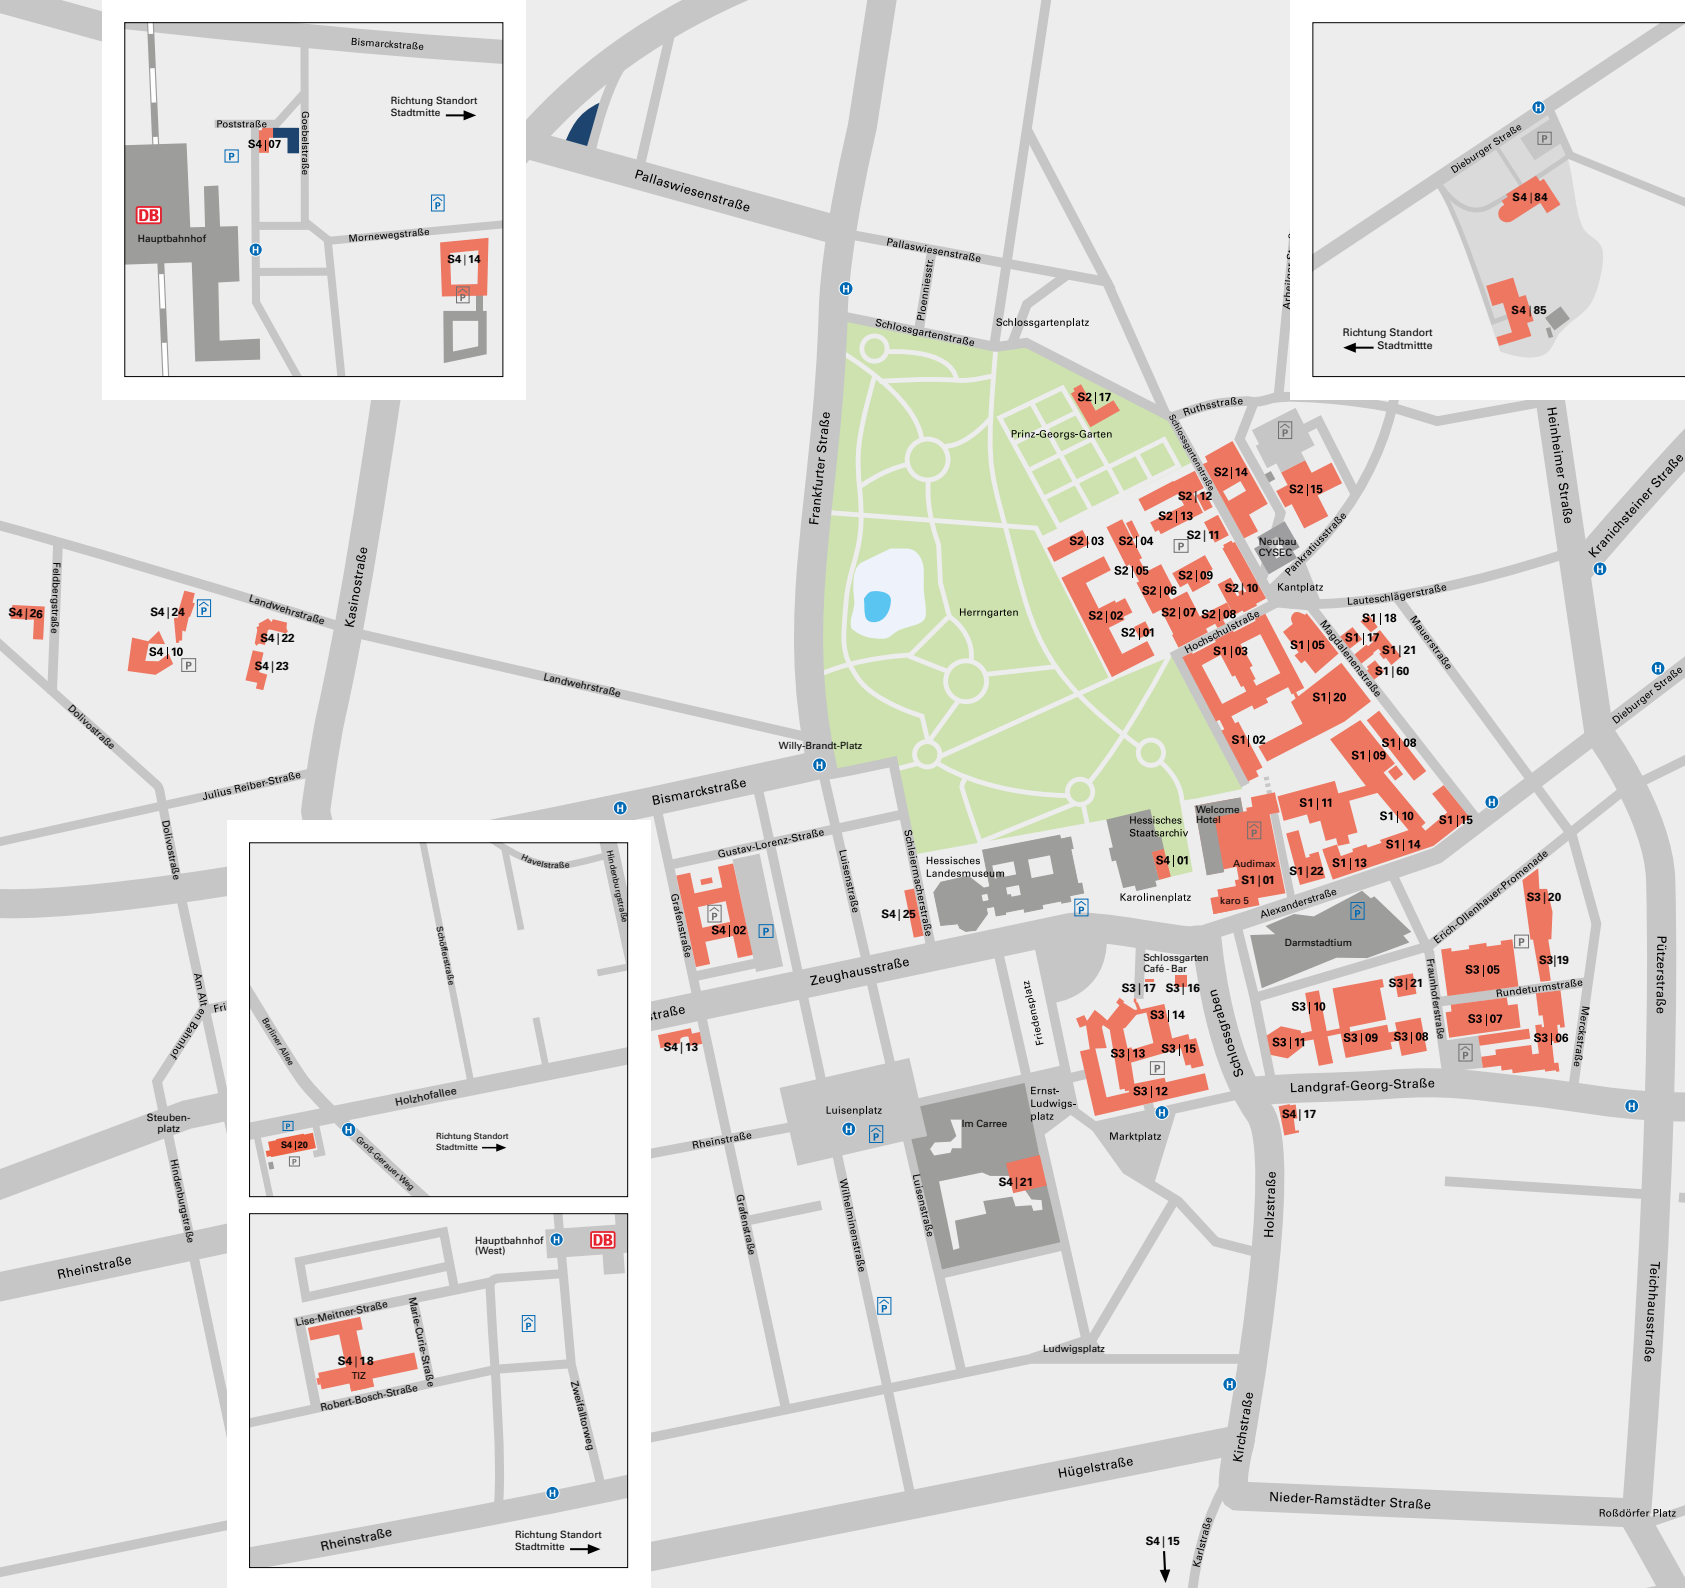 Bismarckstraße
Richtung Standort
Stadtmitte
Poststraße
S4|07
Goebelstraße
P
P
DB
Hauptbahnhof
H
Mornewegstraße
S4|14
P
Pallaswiesenstraße
Pallaswiesenstraße
Ploenniesstr.
H
Schlossgartenstraße
Schlossgartenplatz
H
Dieburger Straße
P
S4|84
S4|85
Richtung Standort
Stadtmittte
S2|17
Prinz-Georgs-Garten
Ruthsstraße
Schlossgartenstraße
P
Frankfurter Straße
Heinheimer Straße
Kranichsteiner Straße
H
S2|14
S2|15
S2|12
S2|13
S2|11
P
S2|03
S2|04
S2|05
S2|09
S2|06
S2|10
S2|02
S2|07
S2|08
S2|01
Neubau
CYSEC
Pankratiusstraße
Kantplatz
Lauteschlägerstraße
Hochschulstraße
Herrngarten
S1|03
S1|05
Magdalenenstraße
S1|18
S1|17
S1|21
S1|60
Mauerstraße
H
Dieburger Straße
S1|20
S1|02
S1|08
S1|09
S1|11
S1|10
S1|15
H
S1|14
S1|13
S1|22
Feldbergstraße
S4|26
S4|24
P
S4|10
P
S4|22
S4|23
Landwehrstraße
Kasinostraße
Landwehrstraße
Dolivostraße
Julius Reiber-Straße
Dolivostraße
Willy-Brandt-Platz
H
H
Bismarckstraße
Gustav-Lorenz-Straße
Luisenstraße
Schleiermacherstraße
Grafenstraße
P
S4|02
P
S4|25
Hessisches
Landesmuseum
Hessisches
Staatsarchiv
S4|01
Welcome
Hotel
P
Audimax
S1|01
karo 5
Karolinenplatz
P
Alexanderstraße
P
Darmstadtium
Erich-Ollenhauer-Promenade
S3|20
P
S3|19
S3|05
Rundeturmstraße
Fraunhoferstraße
S3|07
S3|06
P
Merckstraße
Pützerstraße
S3|21
S3|10
S3|11
S3|09
S3|08
Landgraf-Georg-Straße
H
S4|17
Zeughausstraße
traße
S4|13
Friedensplatz
Schlossgarten
Café - Bar
S3|17
S3|16
S3|14
S3|13
S3|15
P
S3|12
H
Schlossgraben
Marktplatz
Ernst-
Ludwigs-
platz
Luisenplatz
H
P
Im Carree
S4|21
Rheinstraße
Grafenstraße
Wilhelminenstraße
Luisenstraße
P
Ludwigsplatz
Holzstraße
H
Kirchstraße
Teichhausstraße
Hügelstraße
Nieder-Ramstädter Straße
Roßdörfer Platz
S4|15
Karlstraße
Am Alten Bahnhof
Fri
Steuben-
platz
Hindenburgstraße
Rheinstraße
Havelstraße
Hindenburgstraße
Schöfferstraße
Berliner Allee
Holzhofallee
P
S4|20
P
H
Groß-Gerauer Weg
Richtung Standort
Stadtmitte
Hauptbahnhof
(West)
H
DB
Lise-Meitner-Straße
Marie-Curie-Straße
P
S4|18
TIZ
Robert-Bosch-Straße
Zweifalltorweg
H
Rheinstraße
Richtung Standort
Stadtmitte